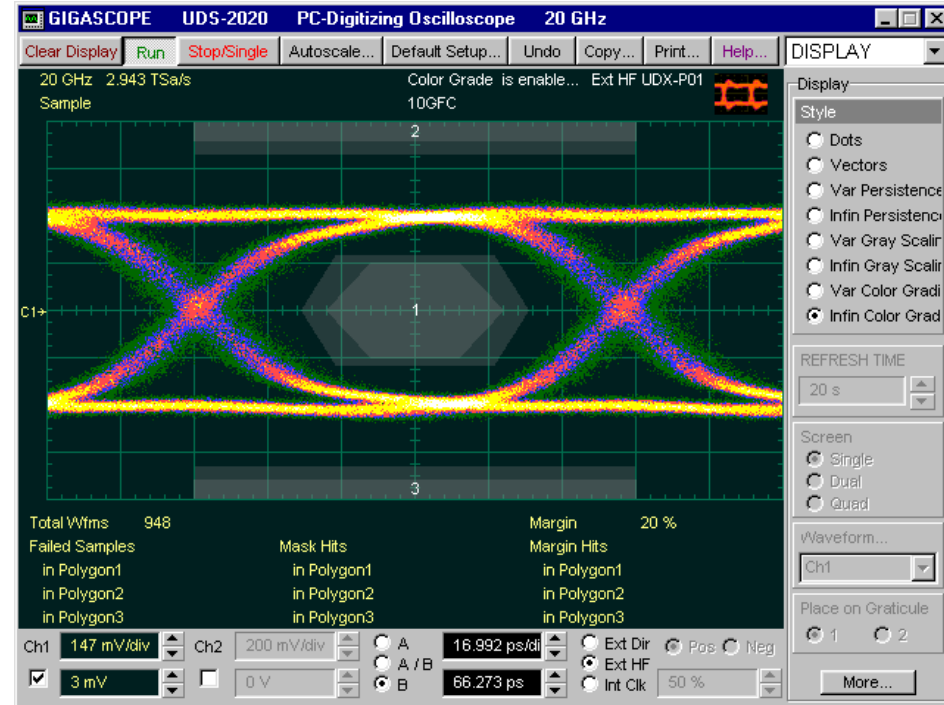 GIGASCOPE UDS-2020 PC-Digitizing Oscilloscope 20 GHz
Clear Display Run Stop/Single Autoscale... Default Setup... Undo Copy... Print... Help... DISPLAY
20 GHz 2.943 TSa/s Color Grade is enable... Ext HF UDX-P01
Sample 10GFC
Display
Style
Dots
Vectors
Var Persistence
Infin Persistenc
Var Gray Scalir
Infin Gray Scalir
Var Color Gradi
Infin Color Grad
2
C1 1
3
REFRESH TIME
20 s
Screen
Single
Dual
Quad
Waveform...
Ch1
Place on Graticule
1 2
More...
Total Wfms 948 Margin 20 %
Failed Samples Mask Hits Margin Hits
in Polygon1 in Polygon1 in Polygon1
in Polygon2 in Polygon2 in Polygon2
in Polygon3 in Polygon3 in Polygon3
Ch1 147 mV/div Ch2 200 mV/div A 16.992 ps/di Ext Dir Pos Neg
A / B Ext HF
3 mV 0 V B 66.273 ps Int Clk 50 %